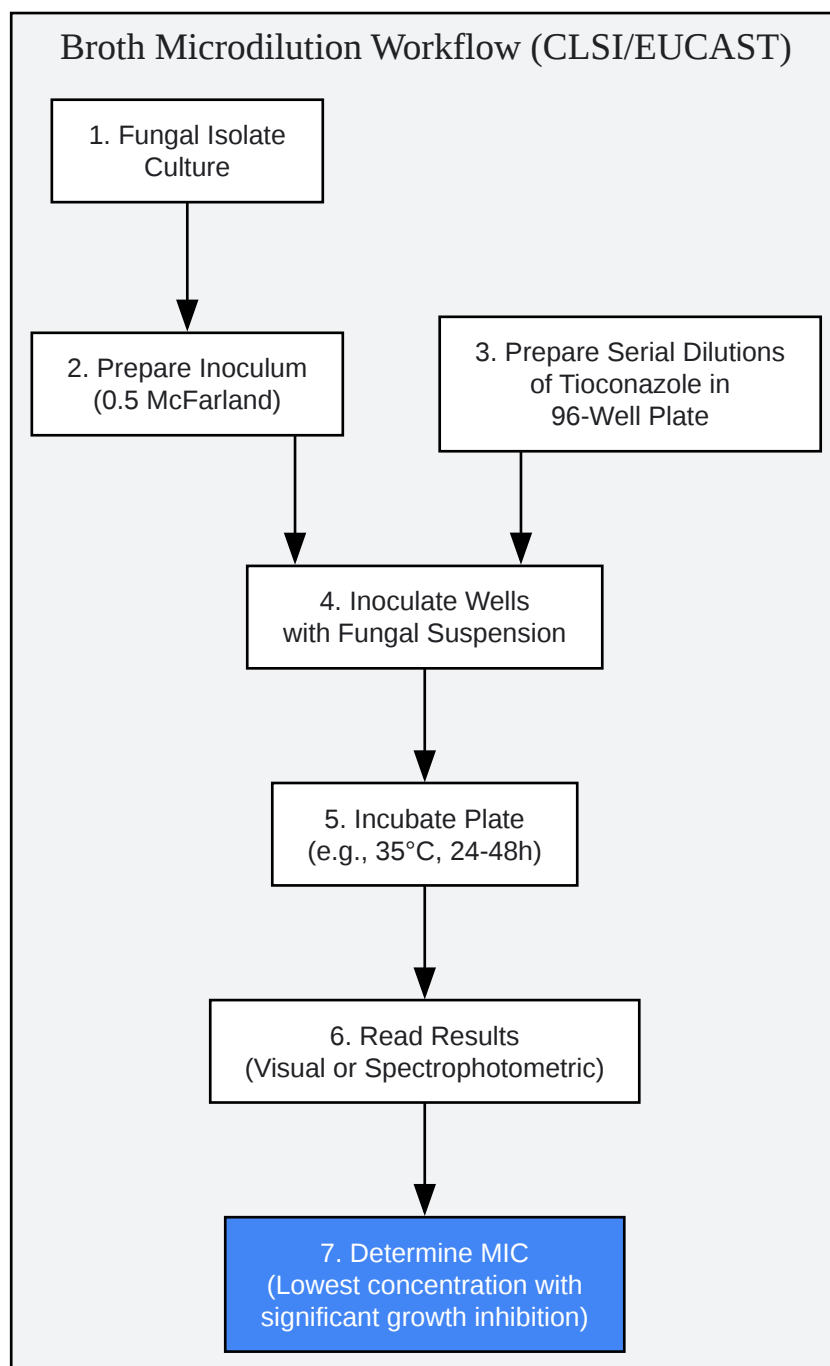 Broth Microdilution Workflow (CLSI/EUCAST)
1. Fungal Isolate
Culture
2. Prepare Inoculum
(0.5 McFarland)
3. Prepare Serial Dilutions
of Tioconazole in
96-Well Plate
4. Inoculate Wells
with Fungal Suspension
5. Incubate Plate
(e.g., 35°C, 24-48h)
6. Read Results
(Visual or Spectrophotometric)
7. Determine MIC
(Lowest concentration with
significant growth inhibition)